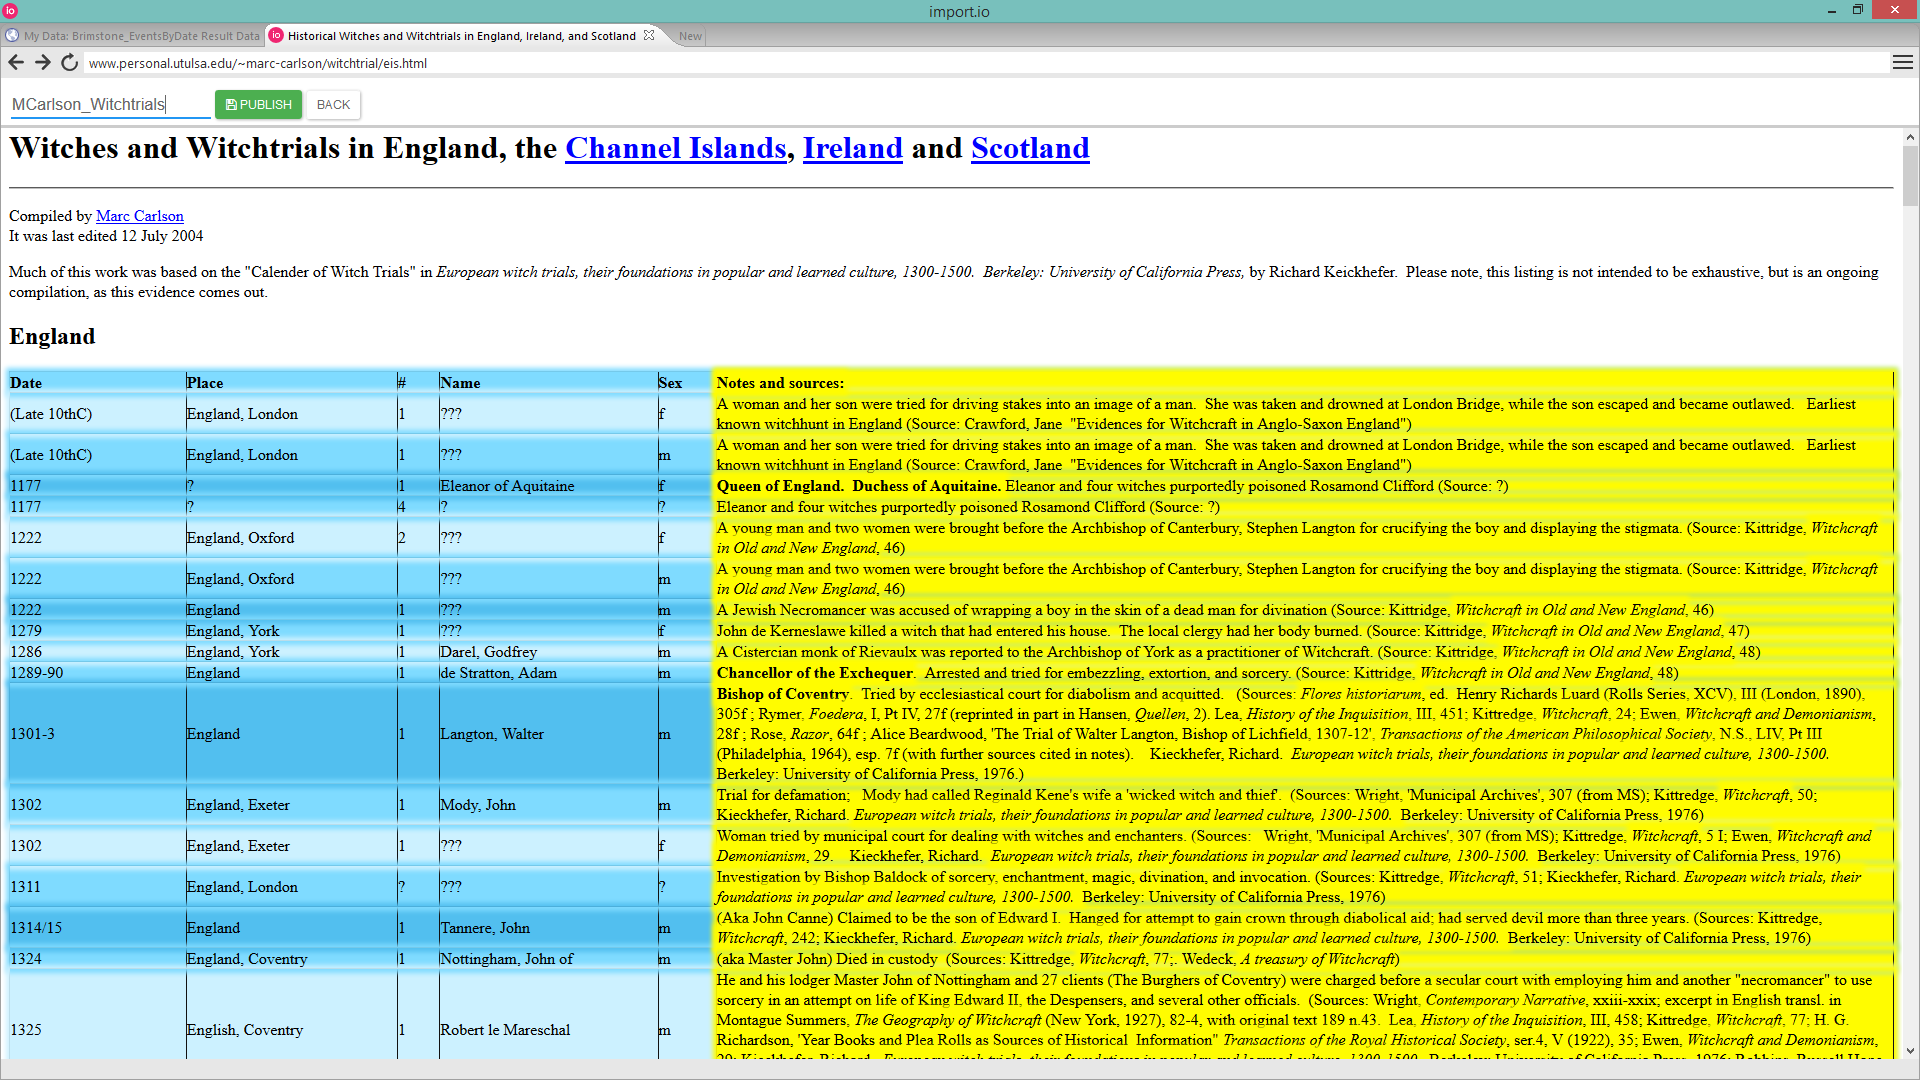 import.io
My Data: Brimstone_EventsByDate Result Data
Historical Witches and Witchtrials in England, Ireland, and Scotland
New
www.personal.utulsa.edu/~marc-carlson/witchtrial/eis.html
MCarlson_Witchtrials PUBLISH BACK
Witches and Witchtrials in England, the Channel Islands, Ireland and Scotland
Compiled by Marc Carlson
It was last edited 12 July 2004
Much of this work was based on the "Calender of Witch Trials" in European witch trials, their foundations in popular and learned culture, 1300-1500. Berkeley: University of California Press, by Richard Keickhefer. Please note, this listing is not intended to be exhaustive, but is an ongoing
compilation, as this evidence comes out.
England
Date Place # Name Sex Notes and sources:
(Late 10thC) England, London 1 ??? f A woman and her son were tried for driving stakes into an image of a man. She was taken and drowned at London Bridge, while the son escaped and became outlawed. Earliest
known witchhunt in England (Source: Crawford, Jane "Evidences for Witchcraft in Anglo-Saxon England")
(Late 10thC) England, London 1 ??? m A woman and her son were tried for driving stakes into an image of a man. She was taken and drowned at London Bridge, while the son escaped and became outlawed. Earliest
known witchhunt in England (Source: Crawford, Jane "Evidences for Witchcraft in Anglo-Saxon England")
1177 ? 1 Eleanor of Aquitaine f Queen of England. Duchess of Aquitaine. Eleanor and four witches purportedly poisoned Rosamond Clifford (Source: ?)
1177 ? 4 ? ? Eleanor and four witches purportedly poisoned Rosamond Clifford (Source: ?)
1222 England, Oxford 2 ??? f A young man and two women were brought before the Archbishop of Canterbury, Stephen Langton for crucifying the boy and displaying the stigmata. (Source: Kittridge, Witchcraft
in Old and New England, 46)
1222 England, Oxford ??? m A young man and two women were brought before the Archbishop of Canterbury, Stephen Langton for crucifying the boy and displaying the stigmata. (Source: Kittridge, Witchcraft
in Old and New England, 46)
1222 England 1 ??? m A Jewish Necromancer was accused of wrapping a boy in the skin of a dead man for divination (Source: Kittridge, Witchcraft in Old and New England, 46)
1279 England, York 1 ??? f John de Kerneslawe killed a witch that had entered his house. The local clergy had her body burned. (Source: Kittridge, Witchcraft in Old and New England, 47)
1286 England, York 1 Darel, Godfrey m A Cistercian monk of Rievaulx was reported to the Archbishop of York as a practitioner of Witchcraft. (Source: Kittridge, Witchcraft in Old and New England, 48)
1289-90 England 1 de Stratton, Adam m Chancellor of the Exchequer. Arrested and tried for embezzling, extortion, and sorcery. (Source: Kittridge, Witchcraft in Old and New England, 48)
1301-3 England 1 Langton, Walter m Bishop of Coventry. Tried by ecclesiastical court for diabolism and acquitted. (Sources: Flores historiarum, ed. Henry Richards Luard (Rolls Series, XCV), III (London, 1890),
305f ; Rymer, Foedera, I, Pt IV, 27f (reprinted in part in Hansen, Quellen, 2). Lea, History of the Inquisition, III, 451; Kittredge, Witchcraft, 24; Ewen, Witchcraft and Demonianism,
28f ; Rose, Razor, 64f ; Alice Beardwood, 'The Trial of Walter Langton, Bishop of Lichfield, 1307-12', Transactions of the American Philosophical Society, N.S., LIV, Pt III
(Philadelphia, 1964), esp. 7f (with further sources cited in notes). Kieckhefer, Richard. European witch trials, their foundations in popular and learned culture, 1300-1500.
Berkeley: University of California Press, 1976.)
1302 England, Exeter 1 Mody, John m Trial for defamation; Mody had called Reginald Kene's wife a 'wicked witch and thief'. (Sources: Wright, 'Municipal Archives', 307 (from MS); Kittredge, Witchcraft, 50;
Kieckhefer, Richard. European witch trials, their foundations in popular and learned culture, 1300-1500. Berkeley: University of California Press, 1976)
1302 England, Exeter 1 ??? f Woman tried by municipal court for dealing with witches and enchanters. (Sources: Wright, 'Municipal Archives', 307 (from MS); Kittredge, Witchcraft, 5 I; Ewen, Witchcraft and
Demonianism, 29. Kieckhefer, Richard. European witch trials, their foundations in popular and learned culture, 1300-1500. Berkeley: University of California Press, 1976)
1311 England, London ? ??? ? Investigation by Bishop Baldock of sorcery, enchantment, magic, divination, and invocation. (Sources: Kittredge, Witchcraft, 51; Kieckhefer, Richard. European witch trials, their
foundations in popular and learned culture, 1300-1500. Berkeley: University of California Press, 1976)
1314/15 England 1 Tannere, John m (Aka John Canne) Claimed to be the son of Edward I. Hanged for attempt to gain crown through diabolical aid; had served devil more than three years. (Sources: Kittredge,
Witchcraft, 242; Kieckhefer, Richard. European witch trials, their foundations in popular and learned culture, 1300-1500. Berkeley: University of California Press, 1976)
1324 England, Coventry 1 Nottingham, John of m (aka Master John) Died in custody (Sources: Kittredge, Witchcraft, 77;. Wedeck, A treasury of Witchcraft)
1325 English, Coventry 1 Robert le Mareschal m He and his lodger Master John of Nottingham and 27 clients (The Burghers of Coventry) were charged before a secular court with employing him and another "necromancer" to use
sorcery in an attempt on life of King Edward II, the Despensers, and several other officials. (Sources: Wright, Contemporary Narrative, xxiii-xxix; excerpt in English transl. in
Montague Summers, The Geography of Witchcraft (New York, 1927), 82-4, with original text 189 n.43. Lea, History of the Inquisition, III, 458; Kittredge, Witchcraft, 77; H. G.
Richardson, 'Year Books and Plea Rolls as Sources of Historical Information" Transactions of the Royal Historical Society, ser.4, V (1922), 35; Ewen, Witchcraft and Demonianism,